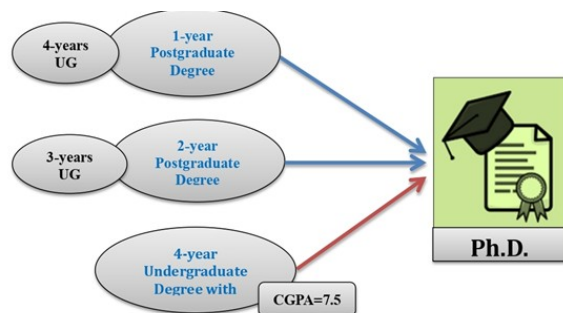 4-years
UG
1-year
Postgraduate
Degree
3-years
UG
2-year
Postgraduate
Degree
4-year
Undergraduate
Degree with
CGPA=7.5
Ph.D.